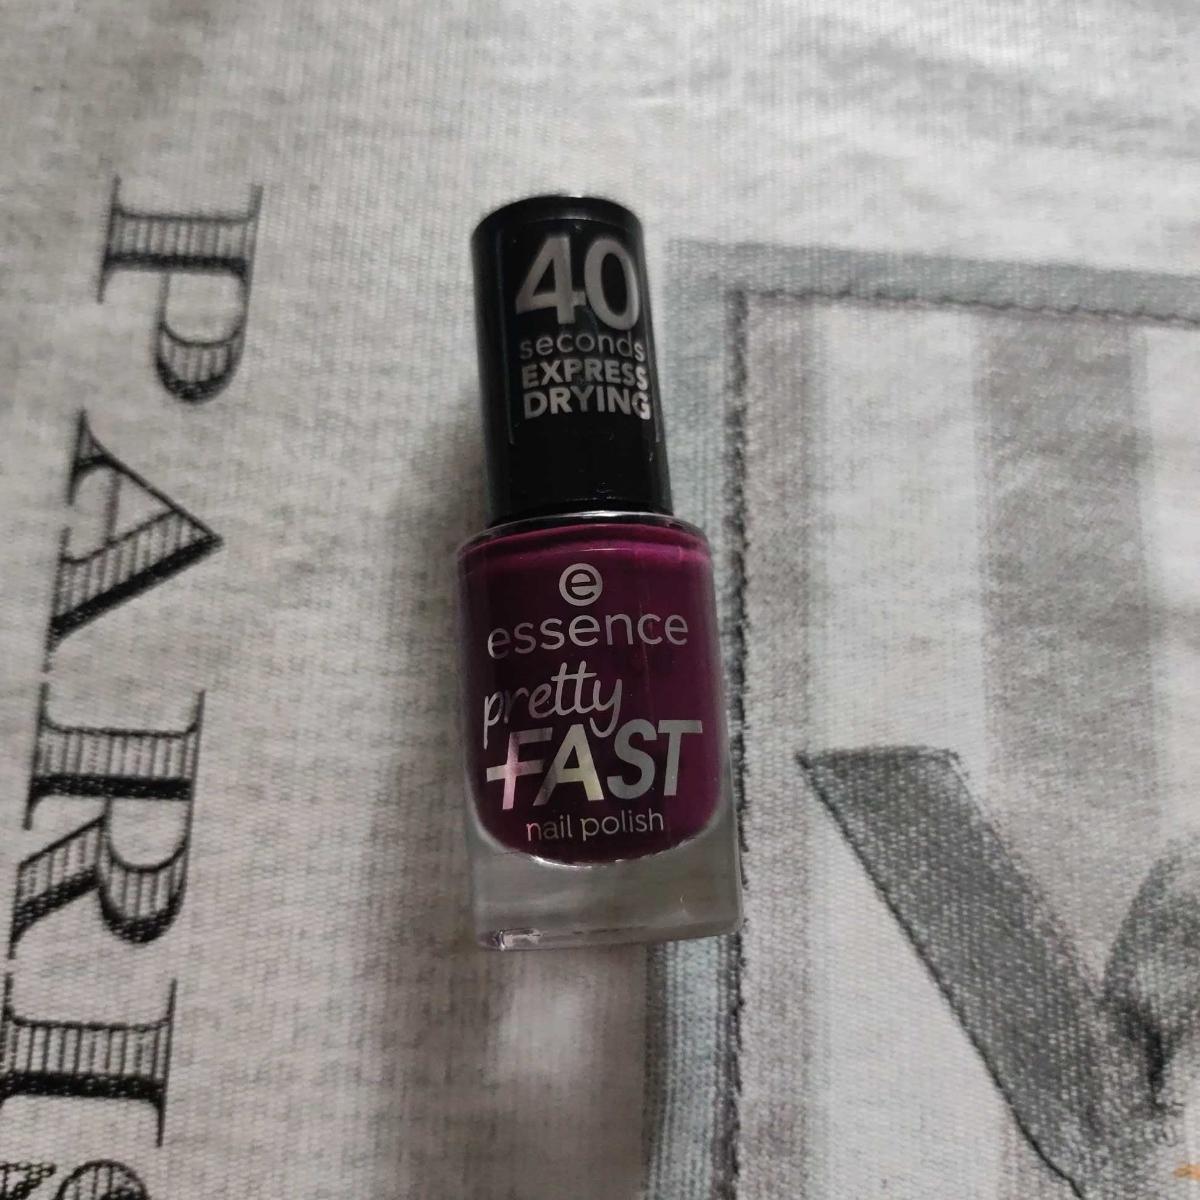 40
seconds
EXPRESS
DRYING
e
essence
pretty
FAST
nail polish
PARIS